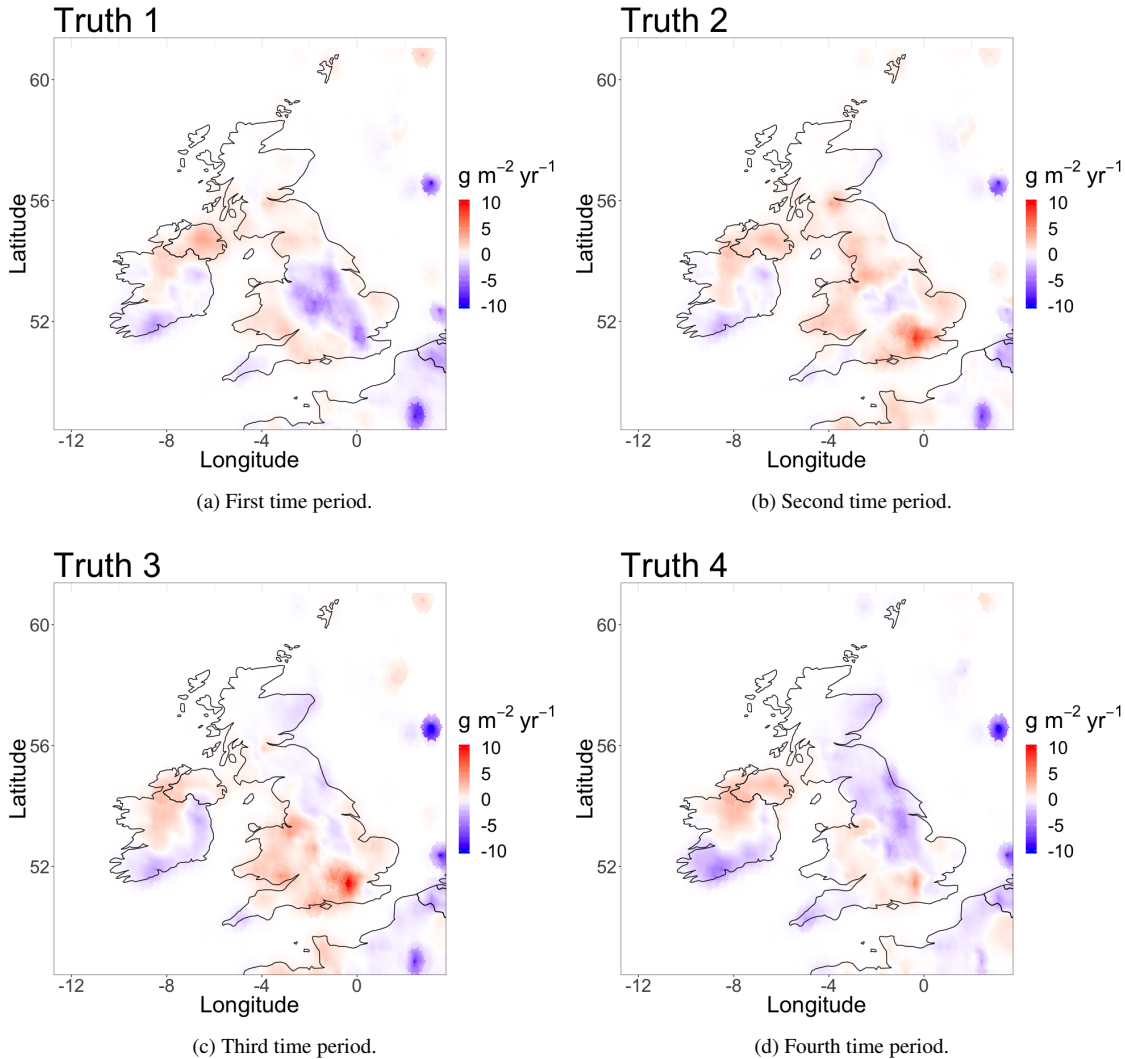 Truth 1
Truth 2
60
56
52
Latitude
-12
-8
-4
0
Longitude
g m−2 yr−1
10
5
0
-5
-10
60
56
52
Latitude
-12
-8
-4
0
Longitude
g m−2 yr−1
10
5
0
-5
-10
(a) First time period.
(b) Second time period.
Truth 3
Truth 4
60
56
52
Latitude
-12
-8
-4
0
Longitude
g m−2 yr−1
10
5
0
-5
-10
60
56
52
Latitude
-12
-8
-4
0
Longitude
g m−2 yr−1
10
5
0
-5
-10
(c) Third time period.
(d) Fourth time period.